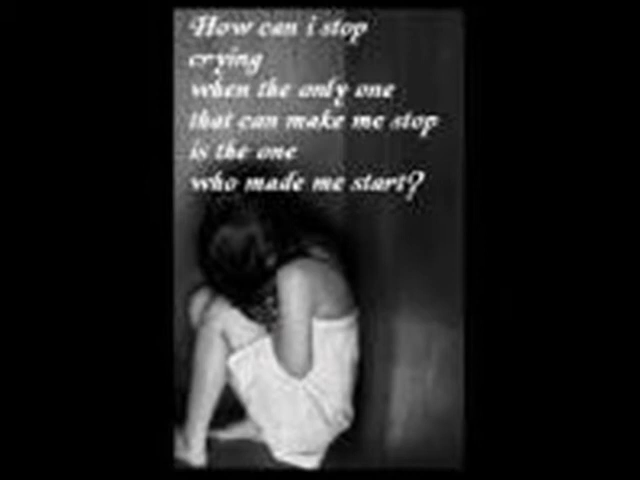 How can i stop
crying
when the only one
that can make me stop
is the one
who made me start?